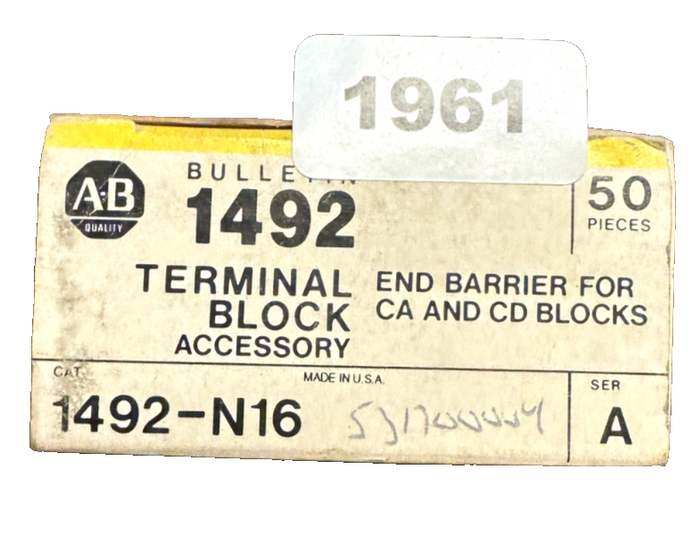 1961
A-B
QUALITY
BULLETIN
1492
50
PIECES
TERMINAL
BLOCK
ACCESSORY
END BARRIER FOR
CA AND CD BLOCKS
CAT.
MADE IN U.S.A.
SER
1492-N16
A